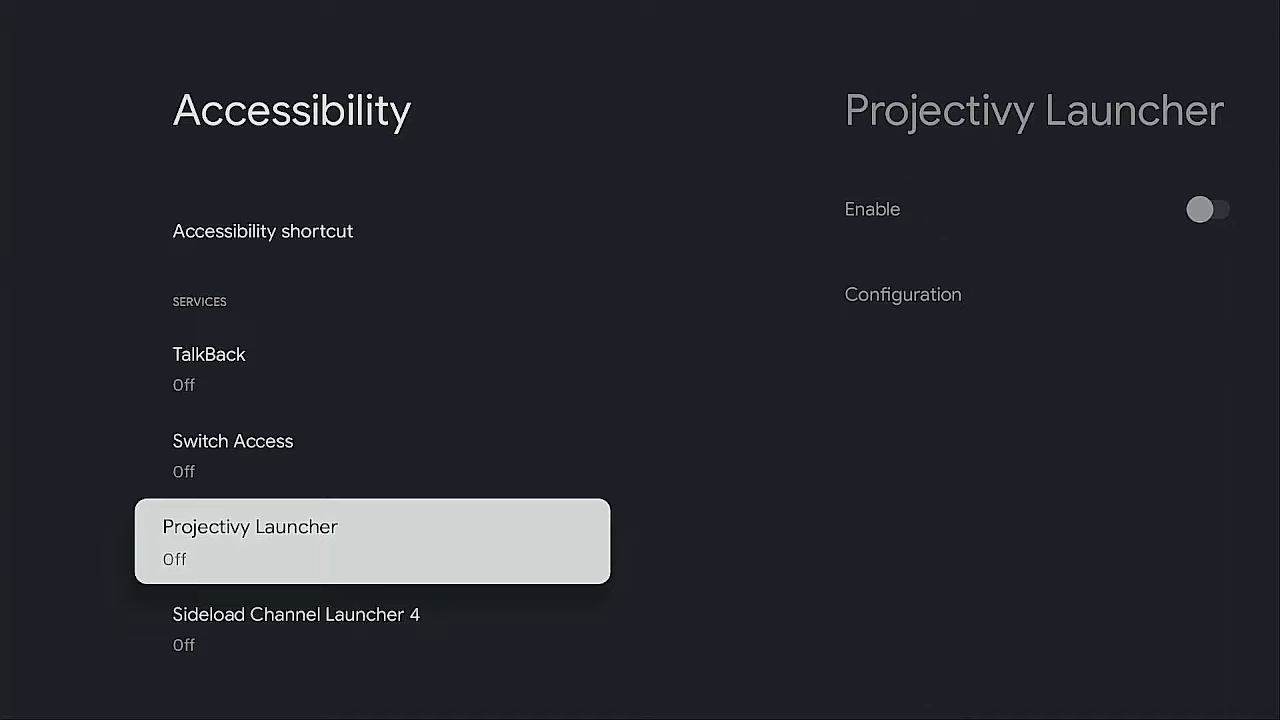 Accessibility
Accessibility shortcut
SERVICES
TalkBack
Off
Switch Access
Off
Projectivy Launcher
Off
Sideload Channel Launcher 4
Off
Projectivy Launcher
Enable
Configuration